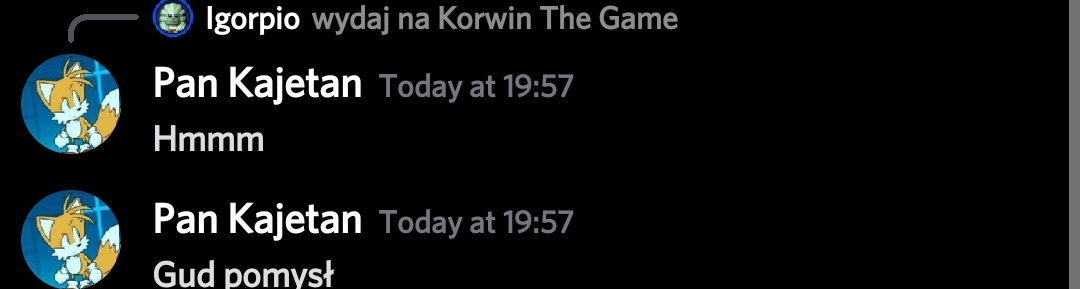 Igorpio wydaj na Korwin The Game
Pan Kajetan Today at 19:57
Hmmm
Pan Kajetan Today at 19:57
Gud pomysł